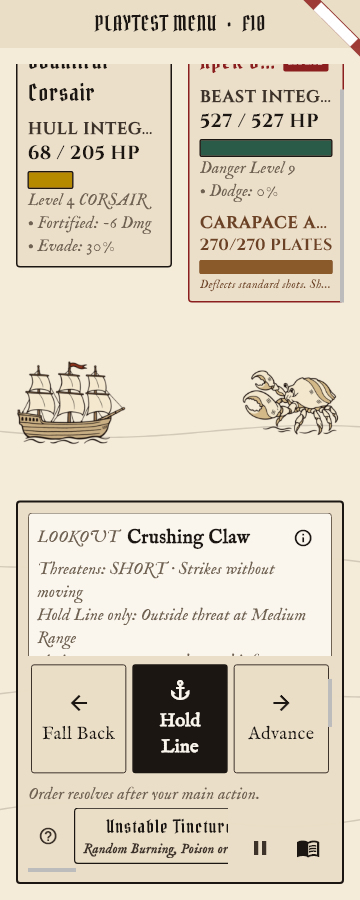 PLAYTEST MENU · F10
Corsair
HULL INTEG...
68 / 205 HP
Level 4 CORSAIR
• Fortified: -6 Dmg
• Evade: 30%
BEAST INTEG...
527 / 527 HP
Danger Level 9
• Dodge: 0%
CARAPACE A...
270/270 PLATES
Deflects standard shots. Sh...
LOOKOUT Crushing Claw
Threatens: SHORT · Strikes without
moving
Hold Line only: Outside threat at Medium
Range
Fall Back
Hold
Line
Advance
Order resolves after your main action.
Unstable Tincture
Random Burning, Poison or